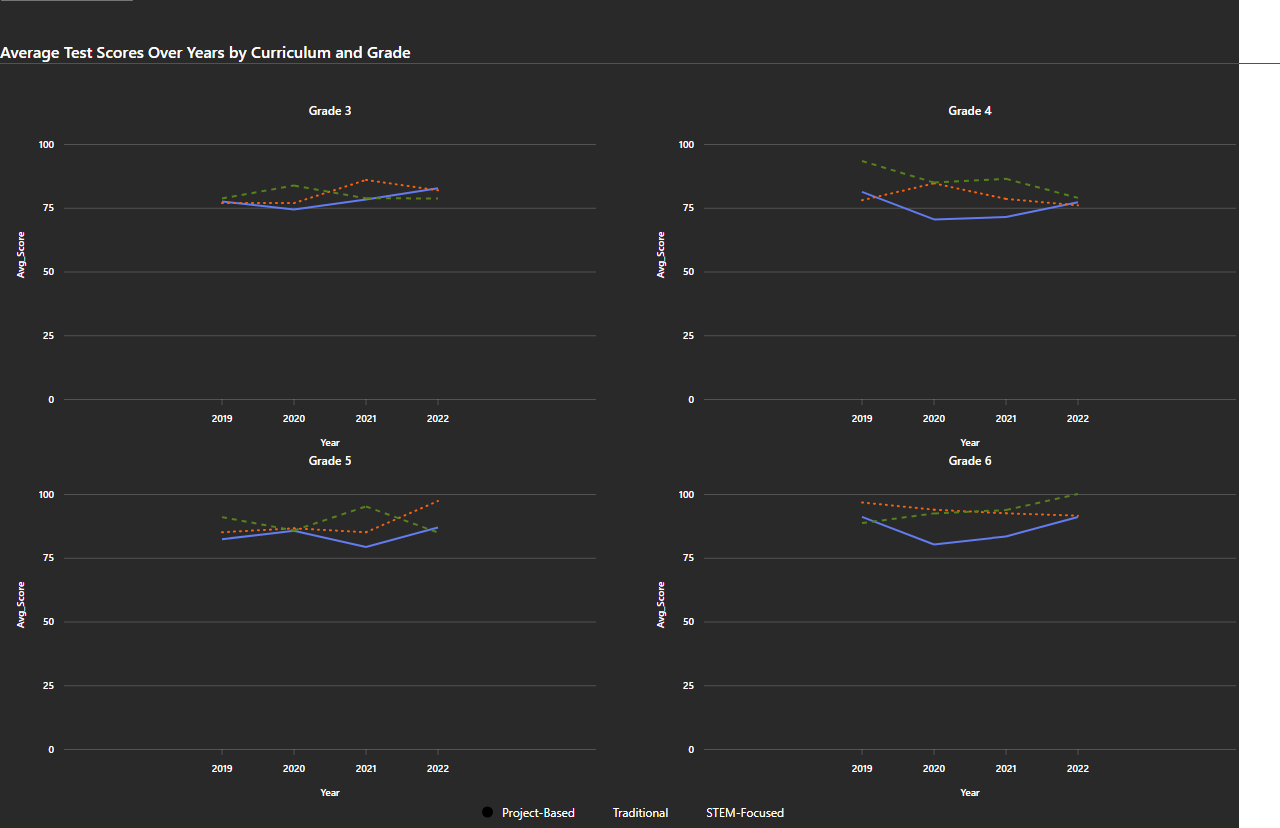 Average Test Scores Over Years by Curriculum and Grade
Grade 3
100
75
50
25
0
Avg_Score
2019 2020 2021 2022
Year
Grade 4
100
75
50
25
0
Avg_Score
2019 2020 2021 2022
Year
Grade 5
100
75
50
25
0
Avg_Score
2019 2020 2021 2022
Year
Grade 6
100
75
50
25
0
Avg_Score
2019 2020 2021 2022
Year
Project-Based Traditional STEM-Focused